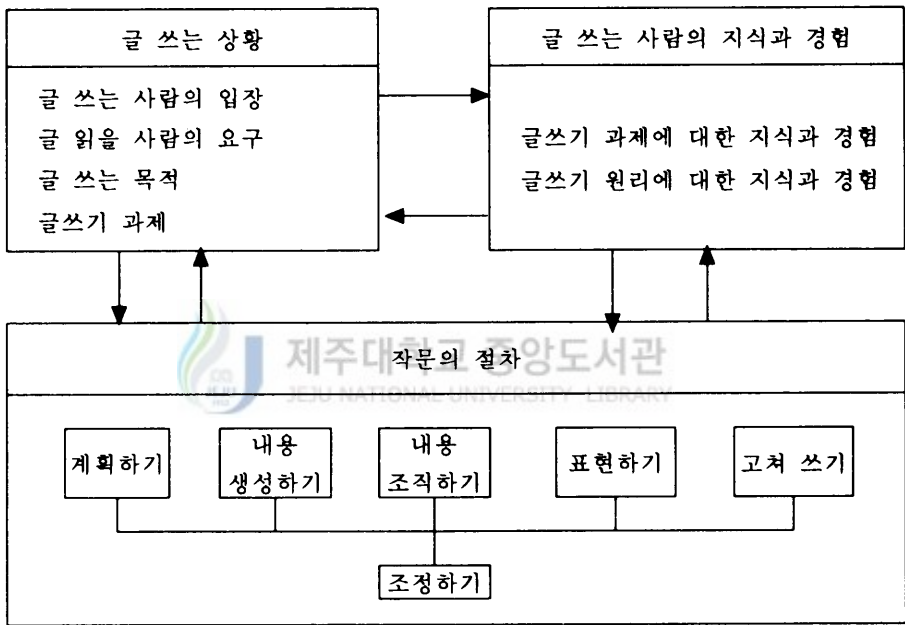 글 쓰는 상황
글 쓰는 사람의 입장
글 읽을 사람의 요구
글 쓰는 목적
글쓰기 과제
글 쓰는 사람의 지식과 경험
글쓰기 과제에 대한 지식과 경험
글쓰기 원리에 대한 지식과 경험
작문의 절차
제주대학교 중앙도서관
JEJU NATIONAL UNIVERSITY LIBRARY
계획하기
내용
생성하기
내용
조직하기
표현하기
고쳐 쓰기
조정하기